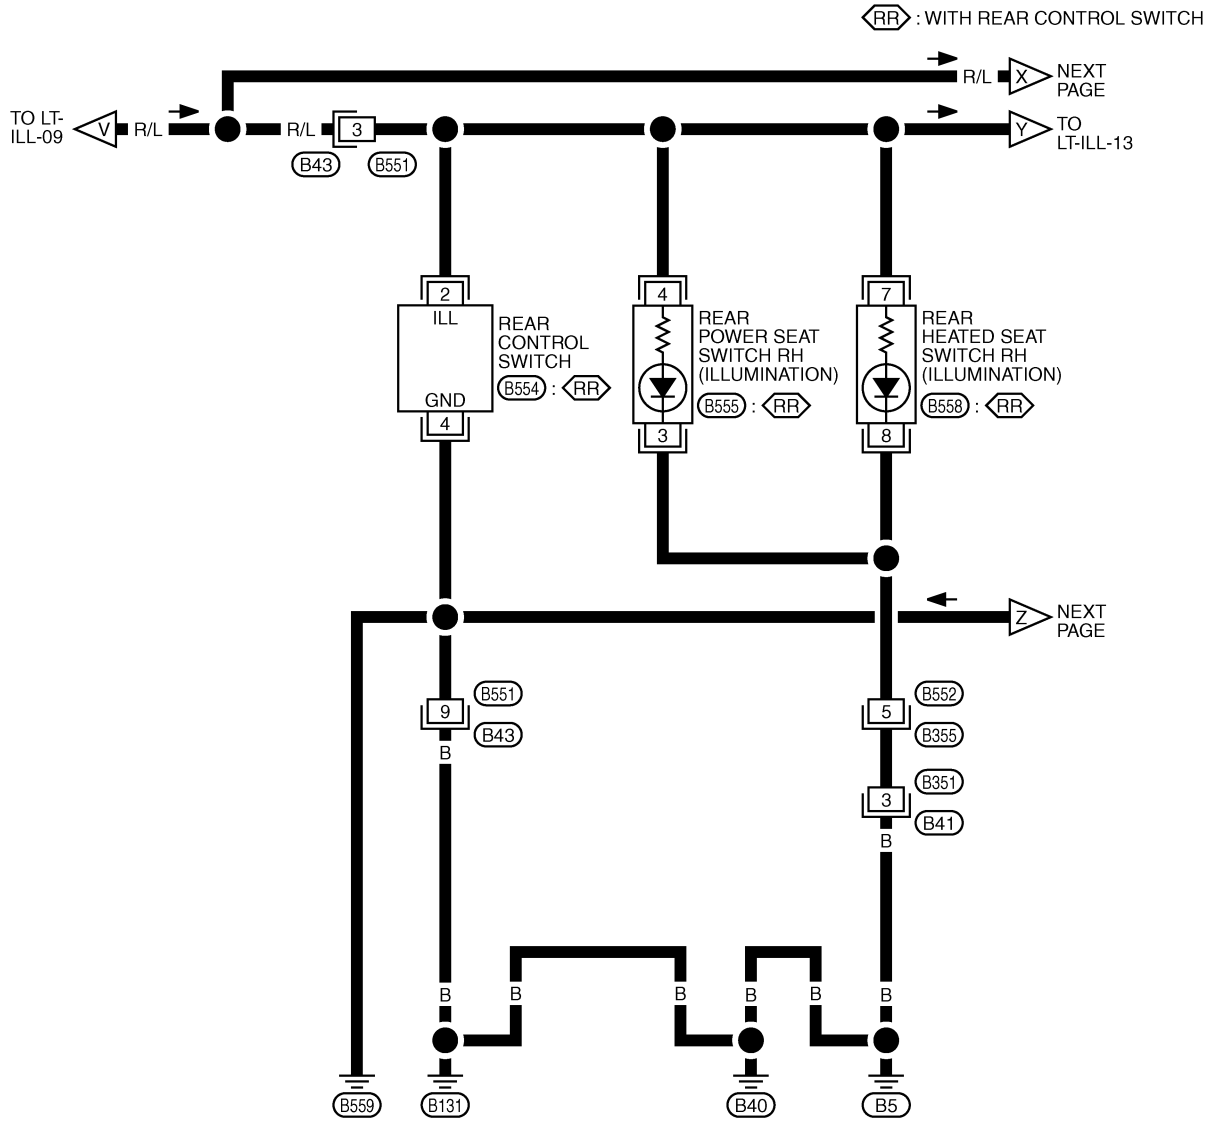 RR : WITH REAR CONTROL SWITCH
R/L X NEXT
PAGE
TO LT-
ILL-09
V R/L R/L 3 Y TO
LT-ILL-13
B43 B551
2 4 7
ILL
GND
4
REAR
CONTROL
SWITCH
B554 : RR
REAR
POWER SEAT
SWITCH RH
(ILLUMINATION)
B555 : RR
3
REAR
HEATED SEAT
SWITCH RH
(ILLUMINATION)
B558 : RR
8
Z NEXT
PAGE
9 B551
B43
B
5 B552
B355
3 B351
B41
B
B B B B B B
B559 B131 B40 B5